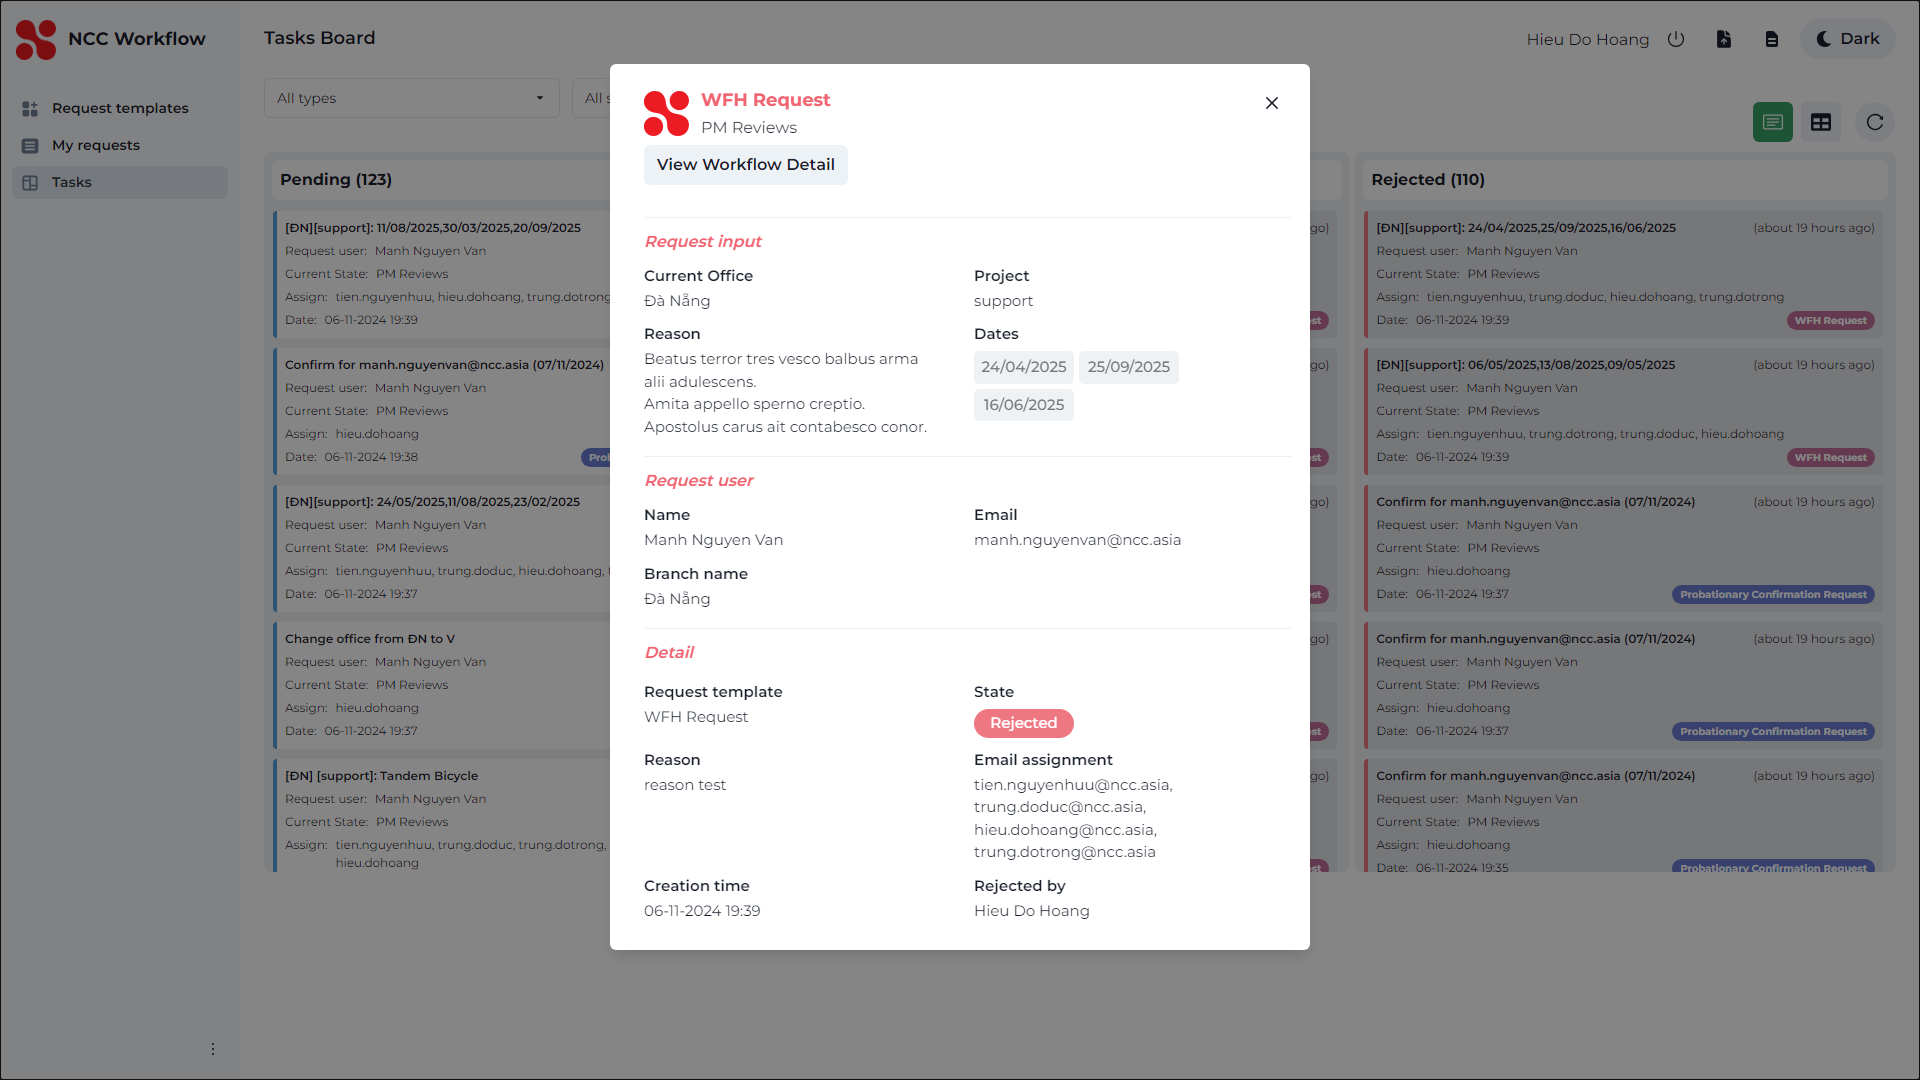 NCC Workflow
Request templates
My requests
Tasks
Tasks Board
Hieu Do Hoang
Dark
All types
All s
Pending (123)
[ĐN][support]: 11/08/2025,30/03/2025,20/09/2025
Request user: Manh Nguyen Van
Current State: PM Reviews
Assign: tien.nguyenhuu, hieu.dohoang, trung.dotrong
Date: 06-11-2024 19:39
Confirm for manh.nguyenvan@ncc.asia (07/11/2024)
Request user: Manh Nguyen Van
Current State: PM Reviews
Assign: hieu.dohoang
Date: 06-11-2024 19:38
Prol
[ĐN][support]: 24/05/2025,11/08/2025,23/02/2025
Request user: Manh Nguyen Van
Current State: PM Reviews
Assign: tien.nguyenhuu, trung.doduc, hieu.dohoang, t
Date: 06-11-2024 19:37
Change office from ĐN to V
Request user: Manh Nguyen Van
Current State: PM Reviews
Assign: hieu.dohoang
Date: 06-11-2024 19:37
[ĐN] [support]: Tandem Bicycle
Request user: Manh Nguyen Van
Current State: PM Reviews
Assign: tien.nguyenhuu, trung.doduc, trung.dotrong,
hieu.dohoang
WFH Request
PM Reviews
View Workflow Detail
Request input
Current Office
Đà Nẵng
Project
support
Reason
Beatus terror tres vesco balbus arma
alii adulescens.
Amita appello sperno creptio.
Apostolus carus ait contabesco conor.
Dates
24/04/2025 25/09/2025
16/06/2025
Request user
Name
Manh Nguyen Van
Email
manh.nguyenvan@ncc.asia
Branch name
Đà Nẵng
Detail
Request template
WFH Request
State
Rejected
Reason
reason test
Email assignment
tien.nguyenhuu@ncc.asia,
trung.doduc@ncc.asia,
hieu.dohoang@ncc.asia,
trung.dotrong@ncc.asia
Creation time
06-11-2024 19:39
Rejected by
Hieu Do Hoang
go)
st
go)
st
go)
st
go)
st
go)
st
Rejected (110)
[ĐN][support]: 24/04/2025,25/09/2025,16/06/2025 (about 19 hours ago)
Request user: Manh Nguyen Van
Current State: PM Reviews
Assign: tien.nguyenhuu, trung.doduc, hieu.dohoang, trung.dotrong
Date: 06-11-2024 19:39 WFH Request
[ĐN][support]: 06/05/2025,13/08/2025,09/05/2025 (about 19 hours ago)
Request user: Manh Nguyen Van
Current State: PM Reviews
Assign: tien.nguyenhuu, trung.dotrong, trung.doduc, hieu.dohoang
Date: 06-11-2024 19:39 WFH Request
Confirm for manh.nguyenvan@ncc.asia (07/11/2024) (about 19 hours ago)
Request user: Manh Nguyen Van
Current State: PM Reviews
Assign: hieu.dohoang
Date: 06-11-2024 19:37 Probationary Confirmation Request
Confirm for manh.nguyenvan@ncc.asia (07/11/2024) (about 19 hours ago)
Request user: Manh Nguyen Van
Current State: PM Reviews
Assign: hieu.dohoang
Date: 06-11-2024 19:37 Probationary Confirmation Request
Confirm for manh.nguyenvan@ncc.asia (07/11/2024) (about 19 hours ago)
Request user: Manh Nguyen Van
Current State: PM Reviews
Assign: hieu.dohoang
Date: 06-11-2024 19:35 Probationary Confirmation Request